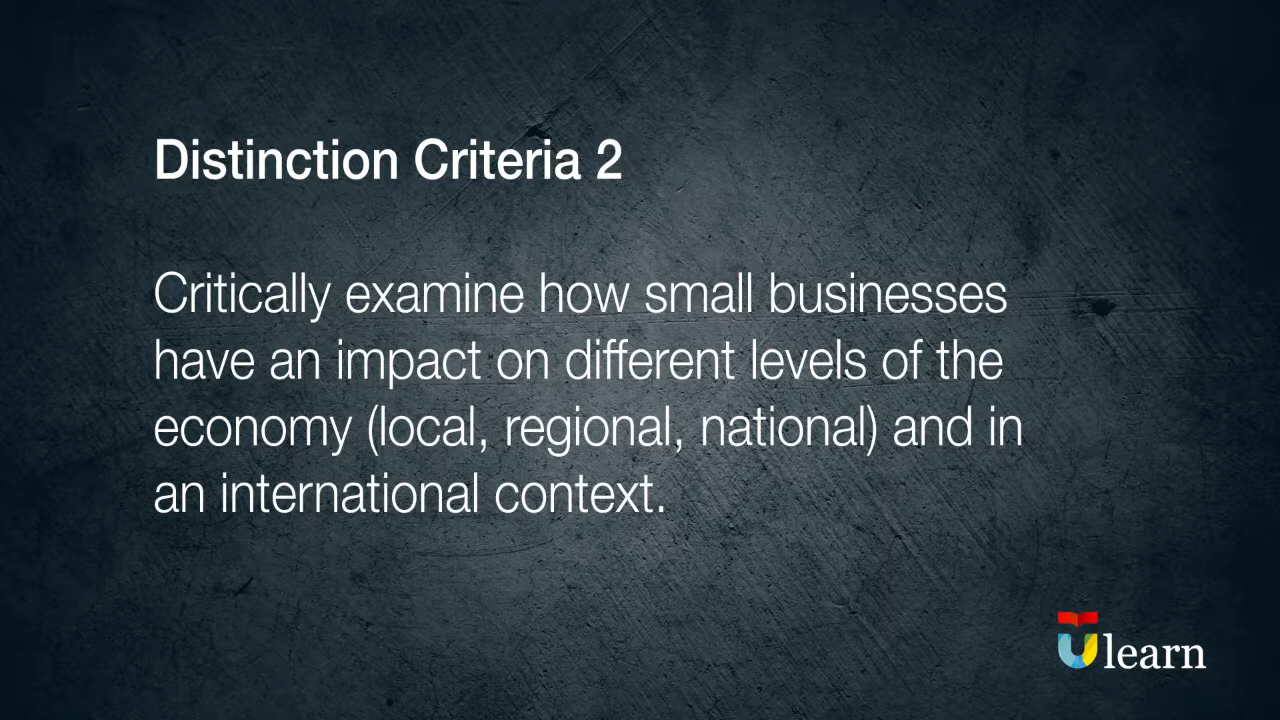 Distinction Criteria 2
Critically examine how small businesses
have an impact on different levels of the
economy (local, regional, national) and in
an international context.
U learn